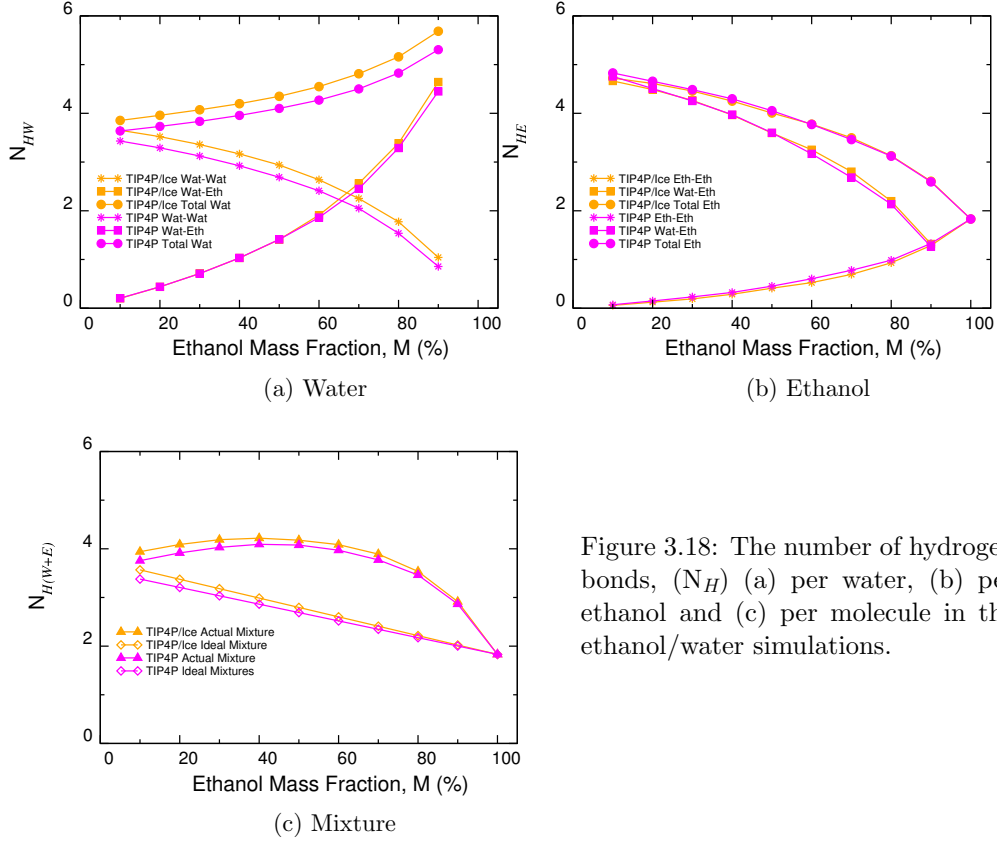 6
4
2
0
N_HW
TIP4P/Ice Wat-Wat
TIP4P/Ice Wat-Eth
TIP4P/Ice Total Wat
TIP4P Wat-Wat
TIP4P Wat-Eth
TIP4P Total Wat
0 20 40 60 80 100
Ethanol Mass Fraction, M (%)
(a) Water
6
4
2
0
N_HE
TIP4P/Ice Eth-Eth
TIP4P/Ice Wat-Eth
TIP4P/Ice Total Eth
TIP4P Eth-Eth
TIP4P Wat-Eth
TIP4P Total Eth
0 20 40 60 80 100
Ethanol Mass Fraction, M (%)
(b) Ethanol
6
4
2
0
N_H(W+E)
TIP4P/Ice Actual Mixture
TIP4P/Ice Ideal Mixture
TIP4P Actual Mixture
TIP4P Ideal Mixtures
0 20 40 60 80 100
Ethanol Mass Fraction, M (%)
(c) Mixture
Figure 3.18: The number of hydroge
bonds, (N_H) (a) per water, (b) pe
ethanol and (c) per molecule in th
ethanol/water simulations.